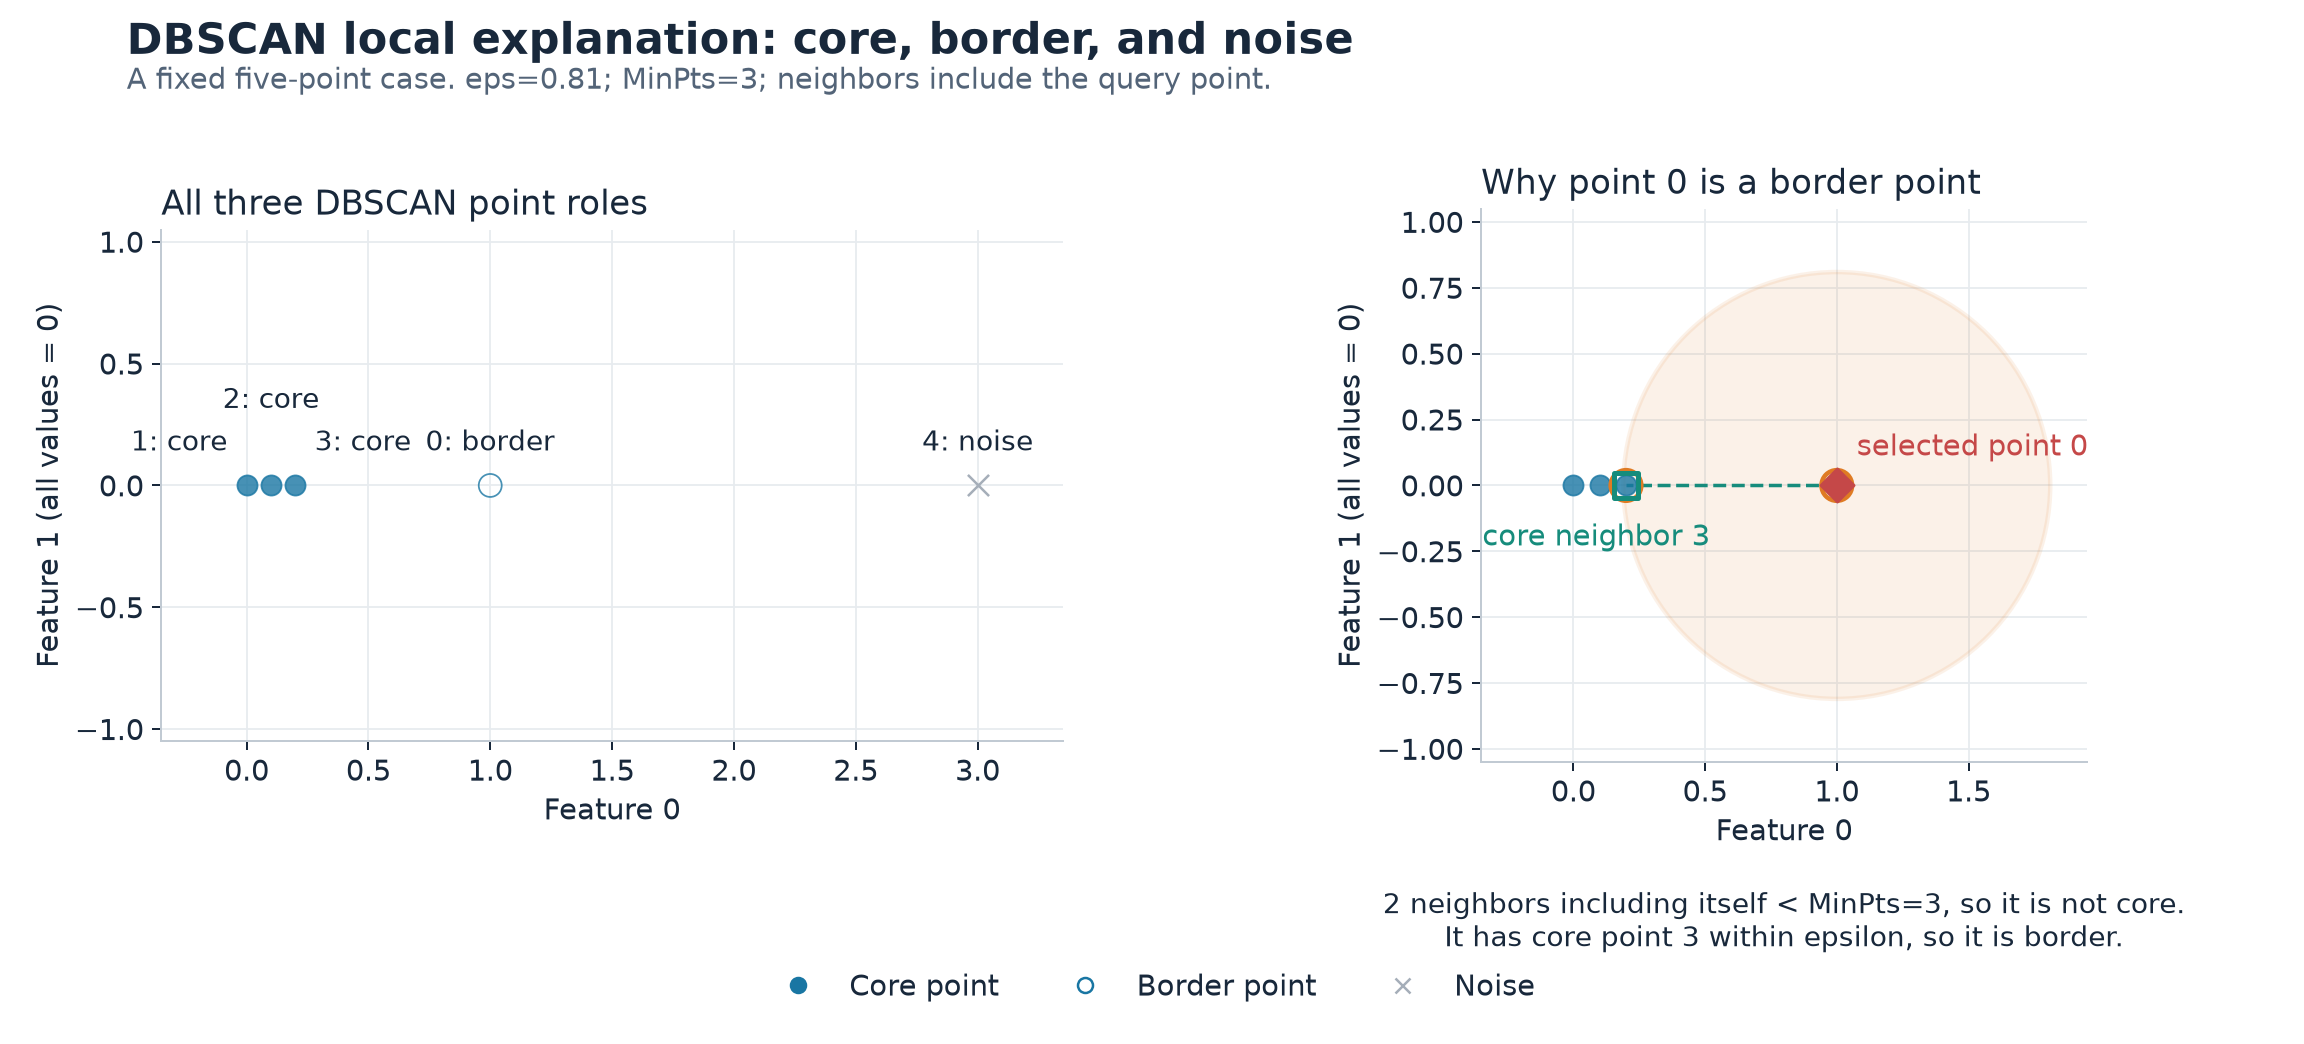 DBSCAN local explanation: core, border, and noise
A fixed five-point case. eps=0.81; MinPts=3; neighbors include the query point.
All three DBSCAN point roles
Feature 1 (all values = 0)
1.0
0.5
0.0
−0.5
−1.0
2: core
1: core
3: core
0: border
4: noise
0.0 0.5 1.0 1.5 2.0 2.5 3.0
Feature 0
Why point 0 is a border point
Feature 1 (all values = 0)
1.00
0.75
0.50
0.25
0.00
−0.25
−0.50
−0.75
−1.00
selected point 0
core neighbor 3
0.0 0.5 1.0 1.5
Feature 0
2 neighbors including itself < MinPts=3, so it is not core.
It has core point 3 within epsilon, so it is border.
Core point
Border point
Noise